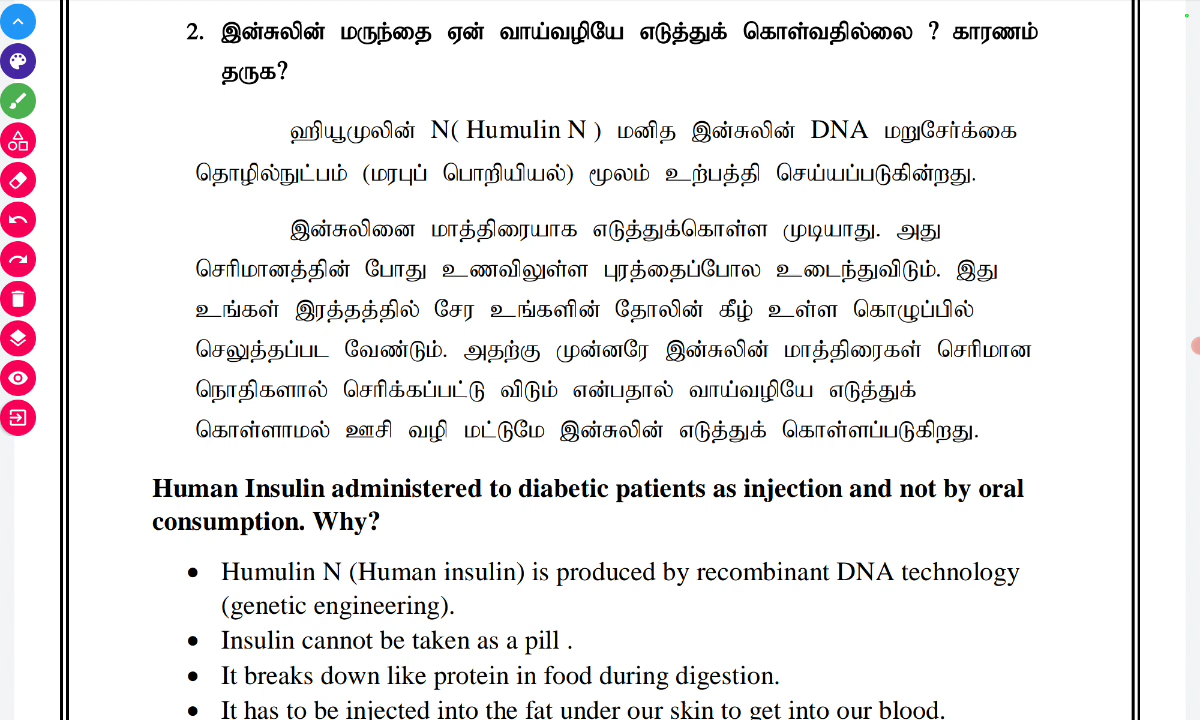 2. இன்சுலின் மருந்தை ஏன் வாய்வழியே எடுத்துக் கொள்வதில்லை ? காரணம்
தருக?
ஹியூமுலின் N( Humulin N ) மனித இன்சுலின் DNA மறுசேர்க்கை
தொழில்நுட்பம் (மரபுப் பொறியியல்) மூலம் உற்பத்தி செய்யப்படுகின்றது.
இன்சுலினை மாத்திரையாக எடுத்துக்கொள்ள முடியாது. அது
செரிமானத்தின் போது உணவிலுள்ள புரத்தைப்போல உடைந்துவிடும். இது
உங்கள் இரத்தத்தில் சேர உங்களின் தோலின் கீழ் உள்ள கொழுப்பில்
செலுத்தப்பட வேண்டும். அதற்கு முன்னரே இன்சுலின் மாத்திரைகள் செரிமான
நொதிகளால் செரிக்கப்பட்டு விடும் என்பதால் வாய்வழியே எடுத்துக்
கொள்ளாமல் ஊசி வழி மட்டுமே இன்சுலின் எடுத்துக் கொள்ளப்படுகிறது.
Human Insulin administered to diabetic patients as injection and not by oral
consumption. Why?
• Humulin N (Human insulin) is produced by recombinant DNA technology
(genetic engineering).
• Insulin cannot be taken as a pill .
• It breaks down like protein in food during digestion.
• It has to be injected into the fat under our skin to get into our blood.